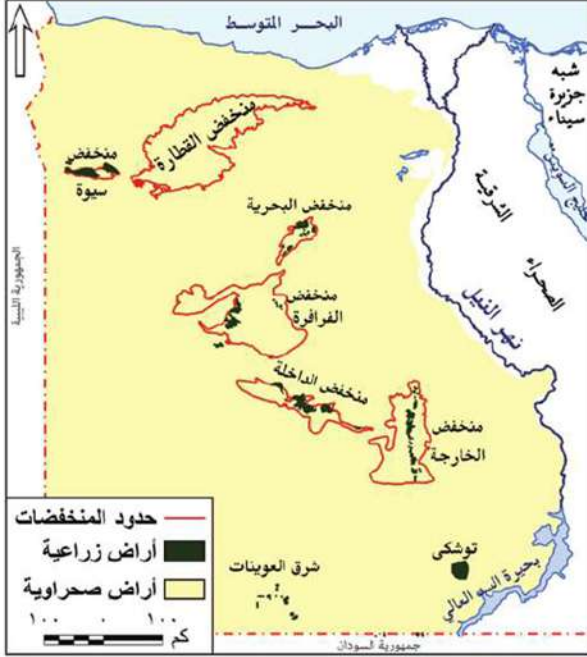 البحر المتوسط
شبه
جزيرة
سيناء
خليج السويس
منخفض القطارة
منخفض
سيوة
الصحراء
الشرقية
منخفض البحرية
الجمهورية الليبية
منخفض
الفرافرة
نهر النيل
منخفض الداخلة
منخفض
الخارجة
توشكى
شرق العوينات
بحيرة السد العالي
جمهورية السودان
حدود المنخفضات
أراض زراعية
أراض صحراوية
١٠٠ ٠ ١٠٠
كم